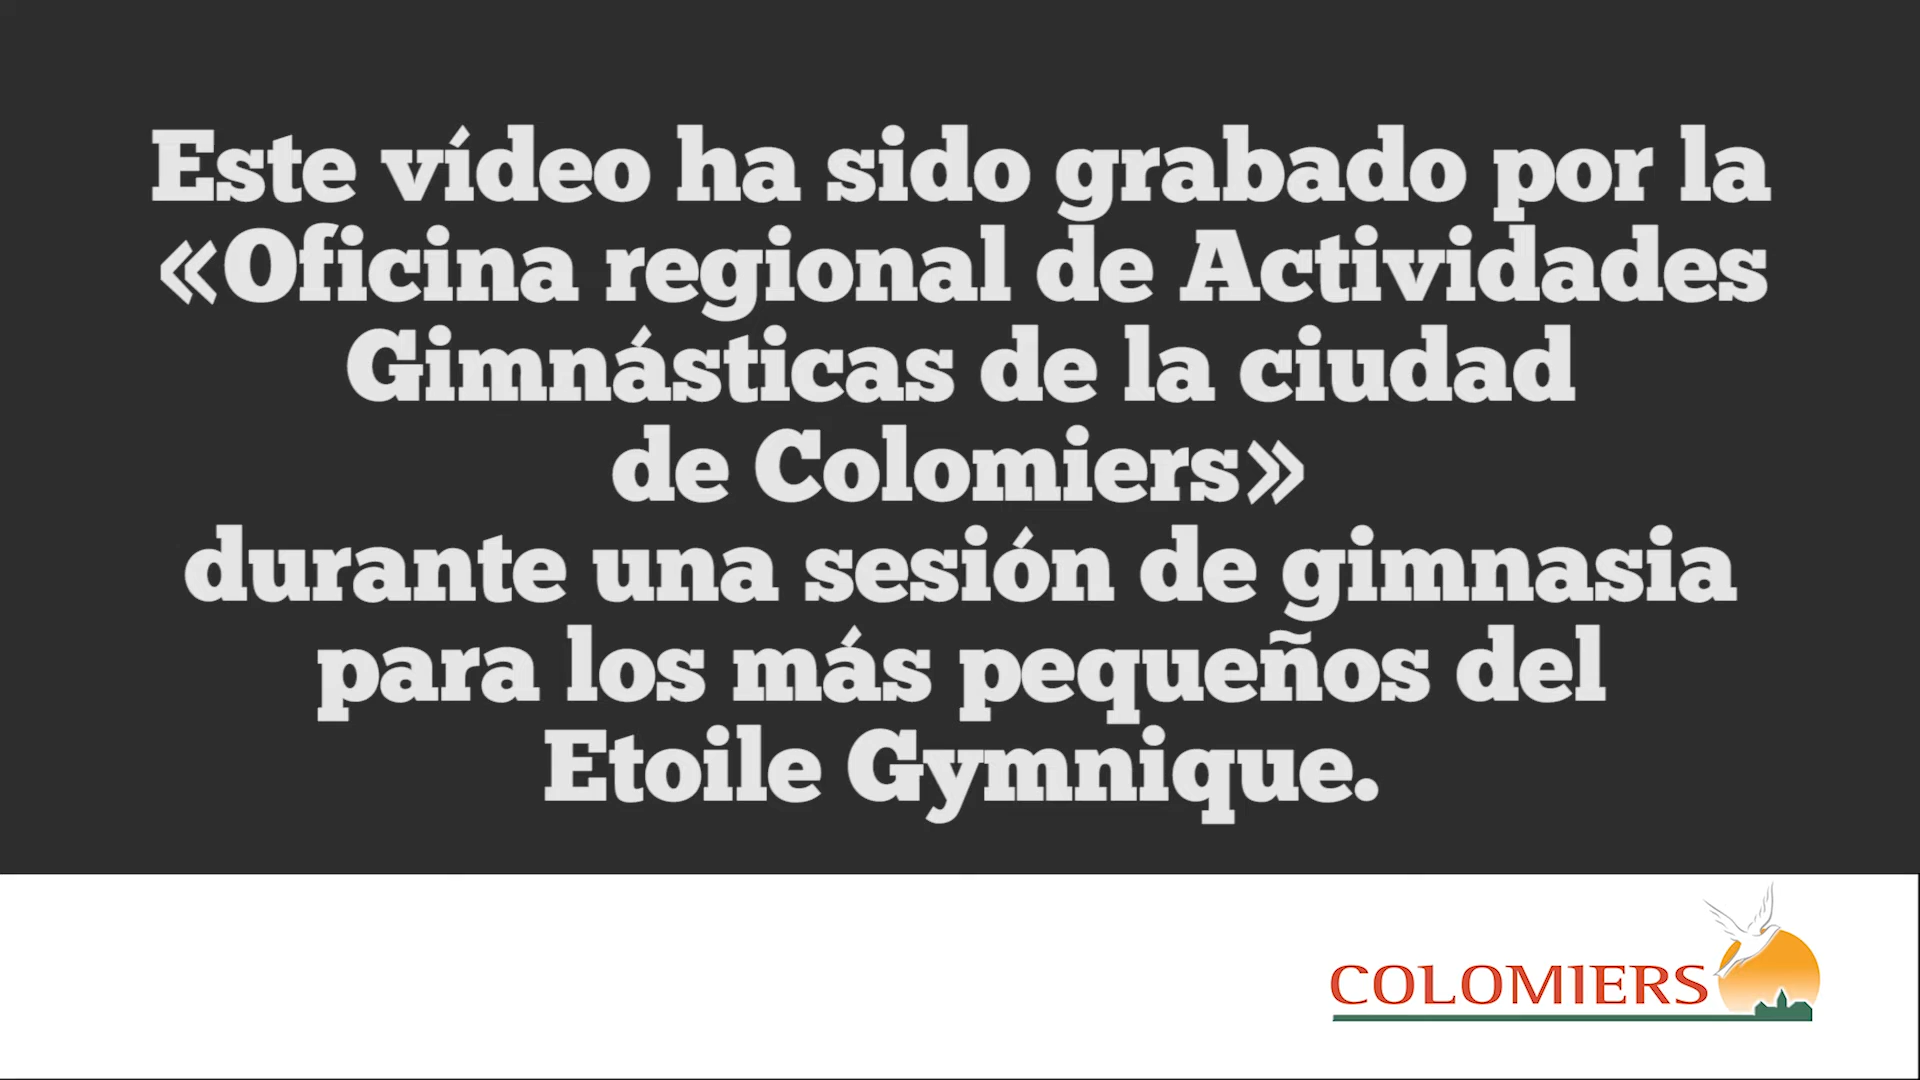 Este vídeo ha sido grabado por la
«Oficina regional de Actividades
Gimnásticas de la ciudad
de Colomiers»
durante una sesión de gimnasia
para los más pequeños del
Etoile Gymnique.
COLOMIERS